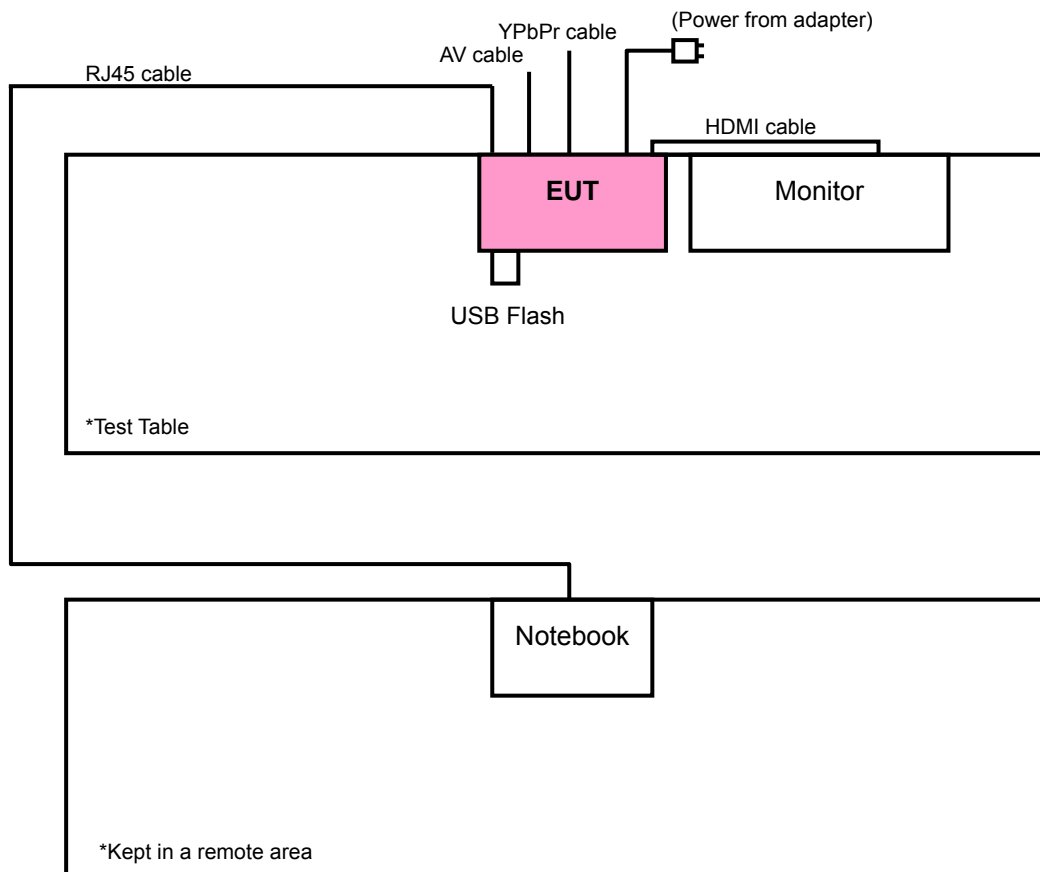 (Power from adapter)
YPbPr cable
AV cable
RJ45 cable
HDMI cable
EUT
Monitor
USB Flash
*Test Table
Notebook
*Kept in a remote area